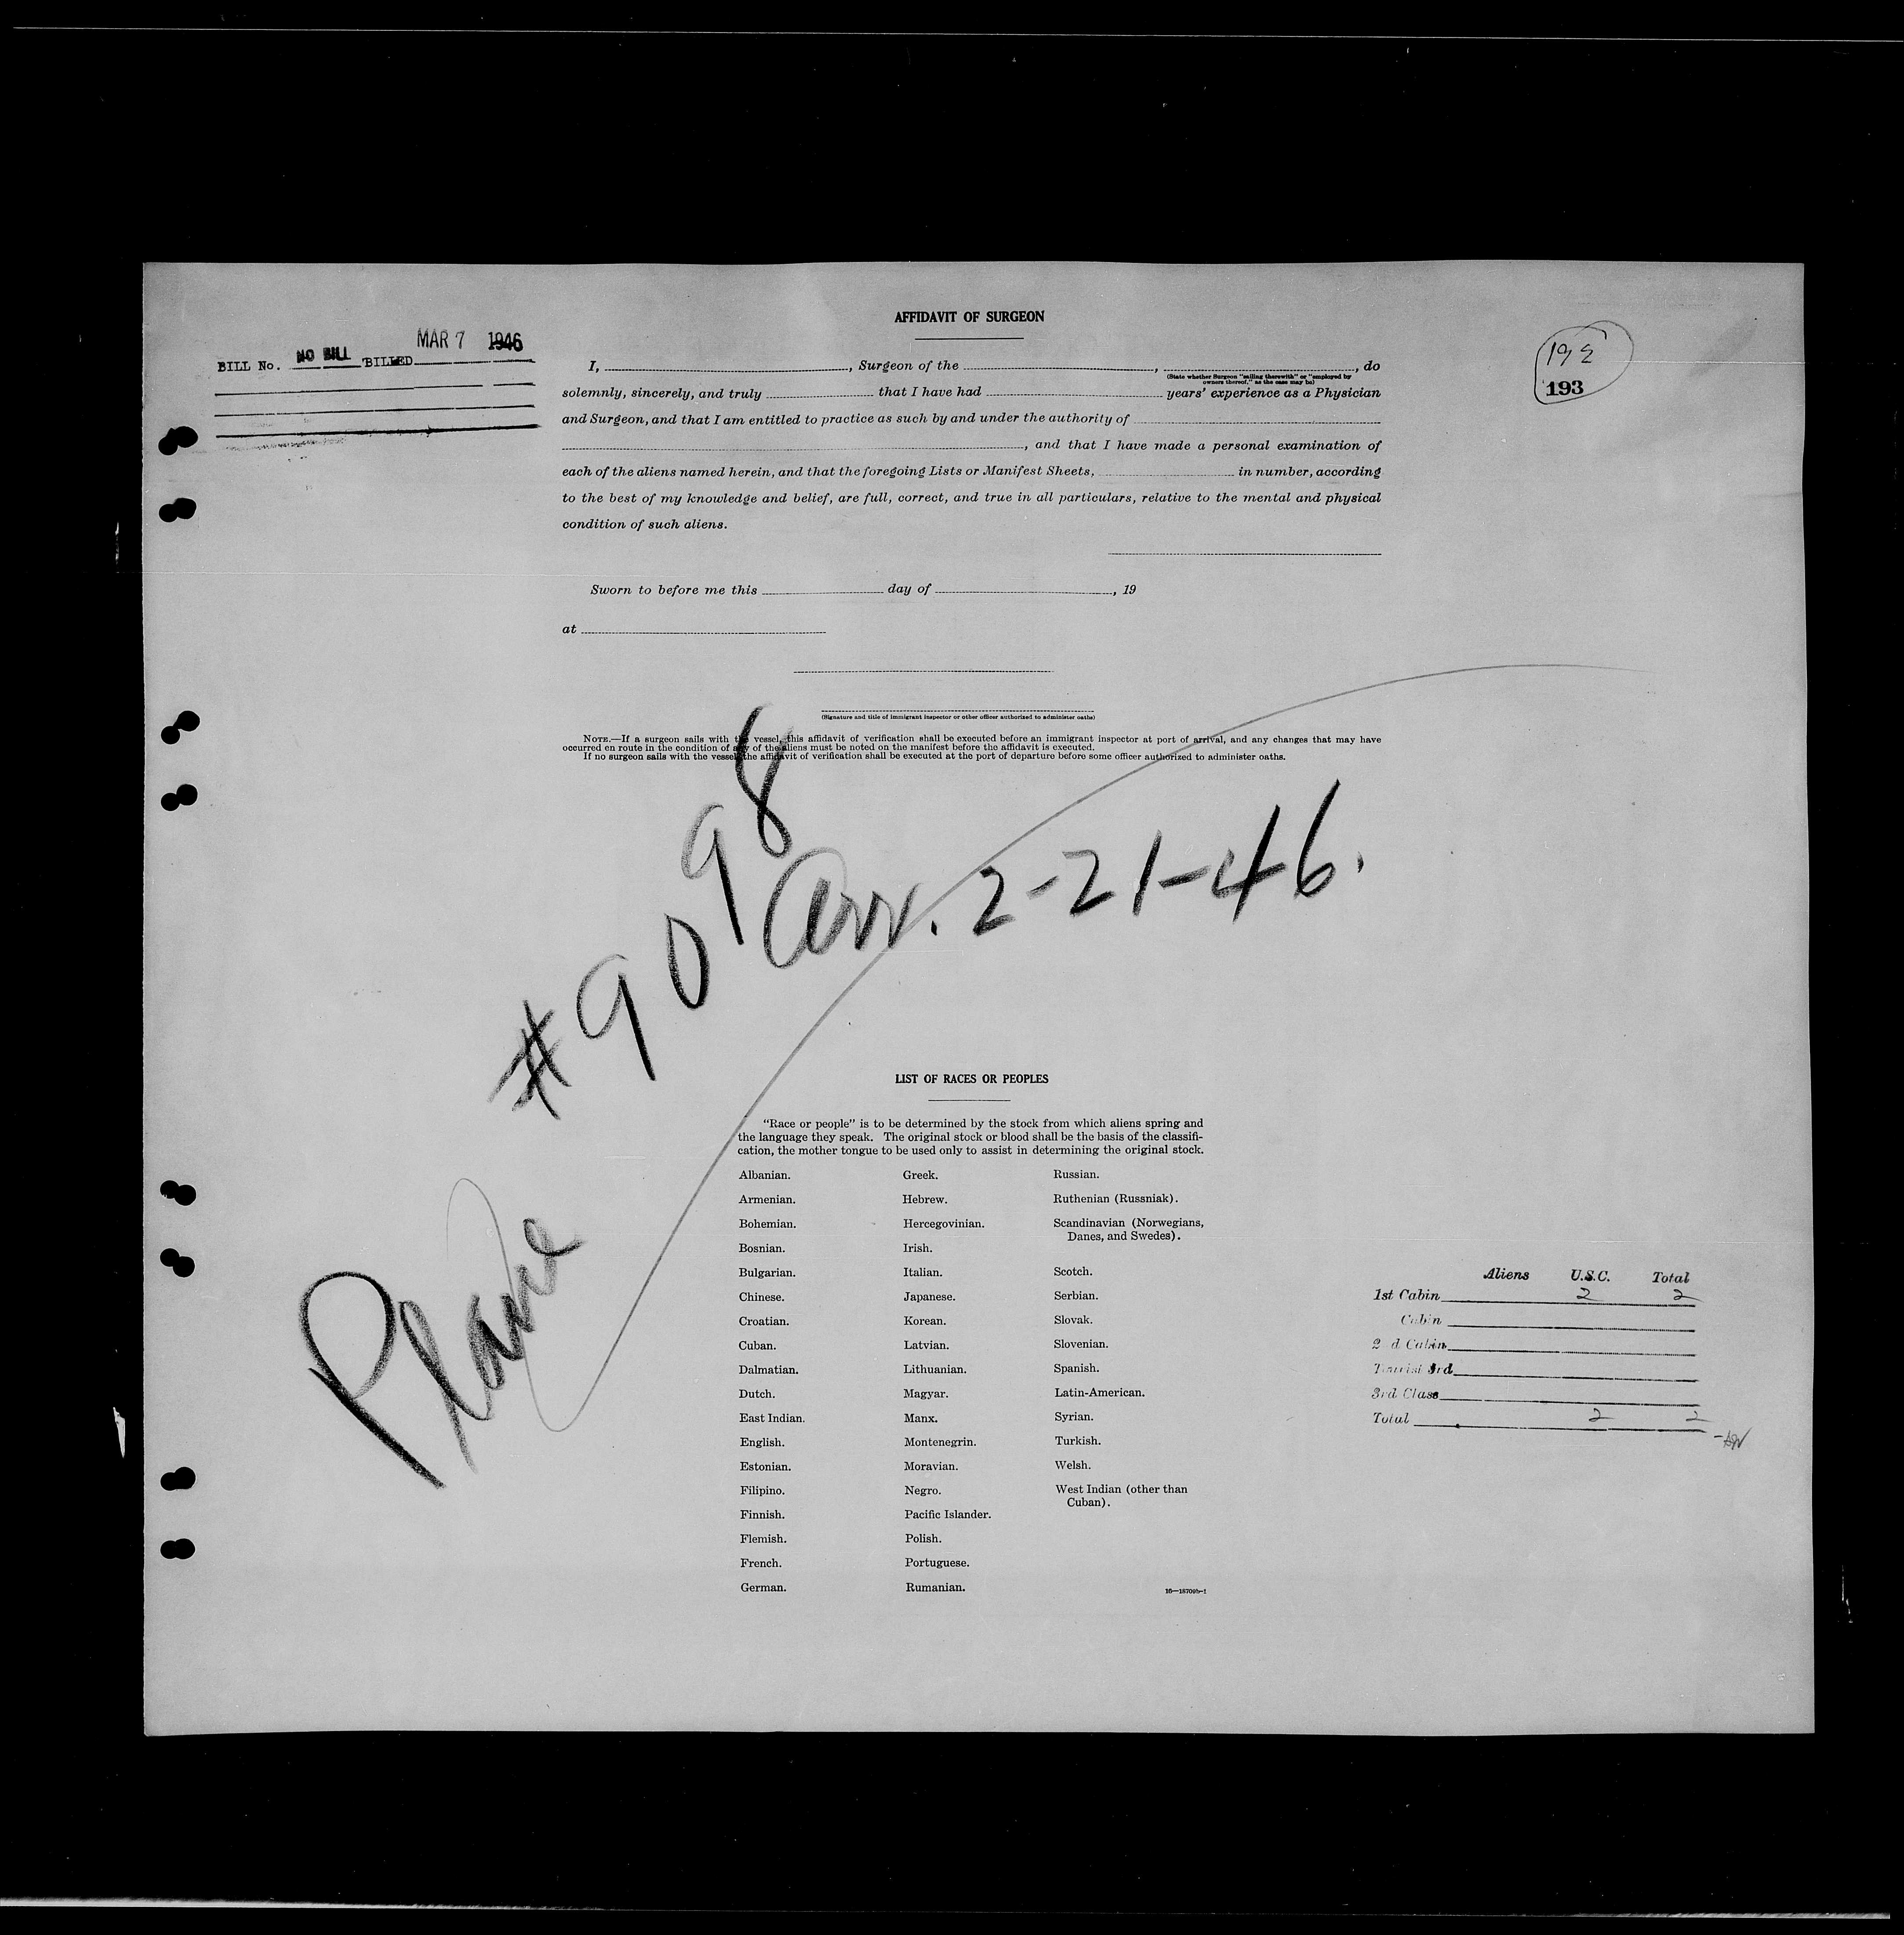 AFFIDAVIT OF SURGEON
MAR 7 1946
BILL No. NO BILL BILLED
193
I, , Surgeon of the , , do
(State whether Surgeon "sailing therewith" or "employed by
owners thereof," as the case may be)
solemnly, sincerely, and truly that I have had years' experience as a Physician
and Surgeon, and that I am entitled to practice as such by and under the authority of
, and that I have made a personal examination of
each of the aliens named herein, and that the foregoing Lists or Manifest Sheets, in number, according
to the best of my knowledge and belief, are full, correct, and true in all particulars, relative to the mental and physical
condition of such aliens.
Sworn to before me this day of , 19
at
(Signature and title of immigrant inspector or other officer authorized to administer oaths)
NOTE.—If a surgeon sails with the vessel, this affidavit of verification shall be executed before an immigrant inspector at port of arrival, and any changes that may have
occurred en route in the condition of any of the aliens must be noted on the manifest before the affidavit is executed.
If no surgeon sails with the vessel, the affidavit of verification shall be executed at the port of departure before some officer authorized to administer oaths.
Plane #9098
Arr. 2-21-46.
LIST OF RACES OR PEOPLES
"Race or people" is to be determined by the stock from which aliens spring and
the language they speak. The original stock or blood shall be the basis of the classifi-
cation, the mother tongue to be used only to assist in determining the original stock.
Albanian.
Armenian.
Bohemian.
Bosnian.
Bulgarian.
Chinese.
Croatian.
Cuban.
Dalmatian.
Dutch.
East Indian.
English.
Estonian.
Filipino.
Finnish.
Flemish.
French.
German.
Greek.
Hebrew.
Hercegovinian.
Irish.
Italian.
Japanese.
Korean.
Latvian.
Lithuanian.
Magyar.
Manx.
Montenegrin.
Moravian.
Negro.
Pacific Islander.
Polish.
Portuguese.
Rumanian.
Russian.
Ruthenian (Russniak).
Scandinavian (Norwegians,
Danes, and Swedes).
Scotch.
Serbian.
Slovak.
Slovenian.
Spanish.
Latin-American.
Syrian.
Turkish.
Welsh.
West Indian (other than
Cuban).
16—18709b-1
Aliens U.S.C. Total
1st Cabin 2 2
Cabin
2nd Cabin
Tourist 3rd
3rd Class
Total 2 2